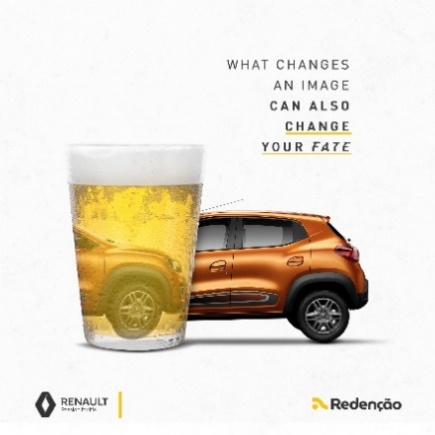 WHAT CHANGES
AN IMAGE
CAN ALSO
CHANGE
YOUR FATE
RENAULT
Redenção